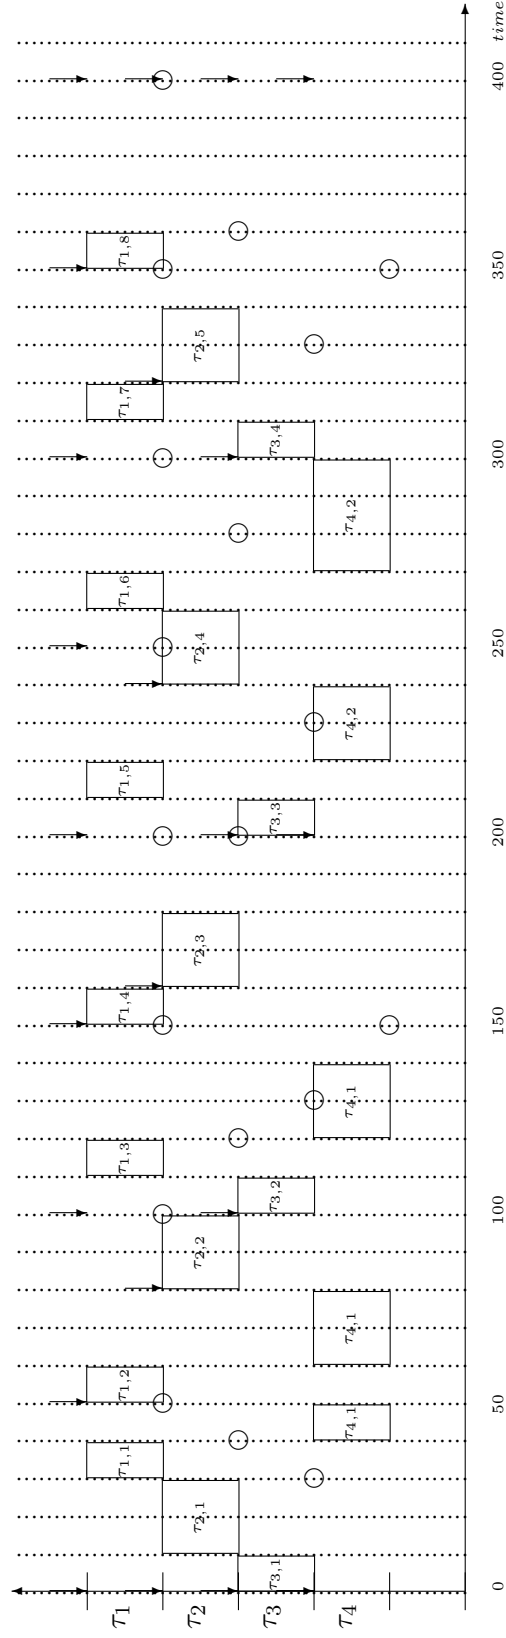 τ1 τ1,1 τ1,2 τ1,3 τ1,4 τ1,5 τ1,6 τ1,7 τ1,8
τ2 τ2,1 τ2,2 τ2,3 τ2,4 τ2,5
τ3 τ3,1 τ3,2 τ3,3 τ3,4
τ4 τ4,1 τ4,1 τ4,1 τ4,2 τ4,2
0 50 100 150 200 250 300 350 400 time